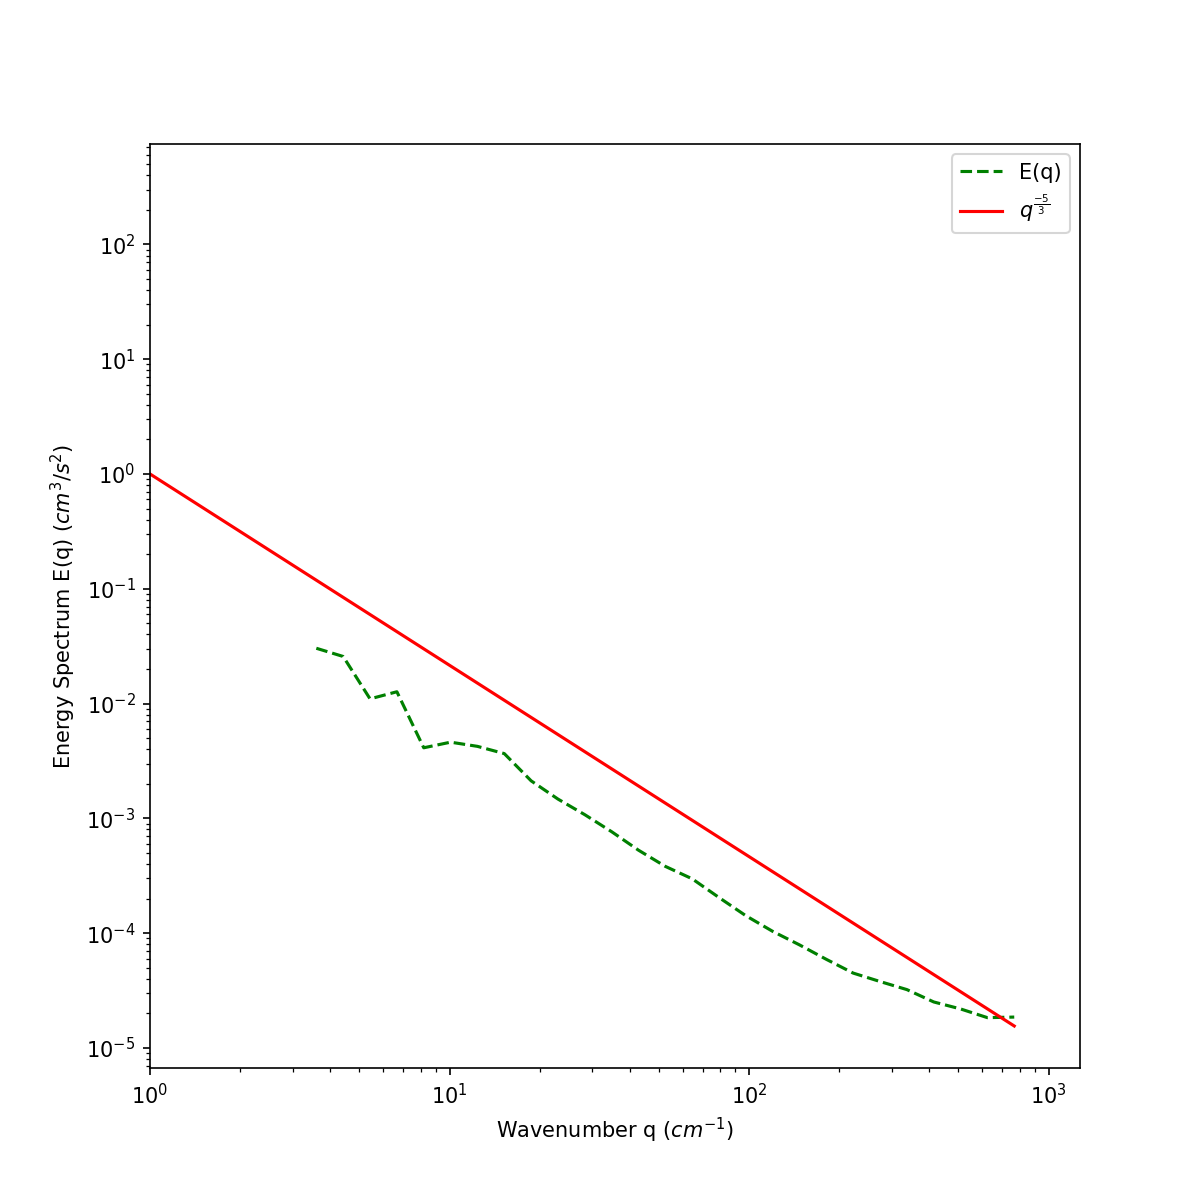 E(q)
q^{\frac{-5}{3}}
10^2
10^1
10^0
10^{-1}
10^{-2}
10^{-3}
10^{-4}
10^{-5}
Energy Spectrum E(q) (cm^3/s^2)
10^0 10^1 10^2 10^3
Wavenumber q (cm^{-1})